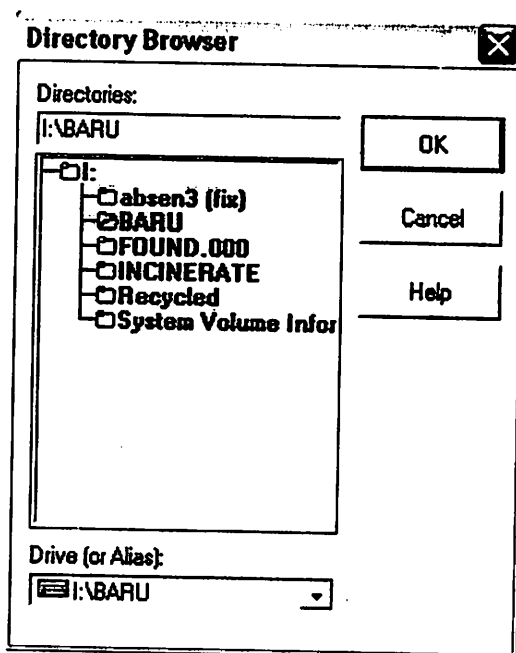 Directory Browser
Directories:
I:\BARU
OK
I:
absen3 (fix)
BARU
FOUND.000
INCINERATE
Recycled
System Volume Infor
Cancel
Help
Drive (or Alias):
I:\BARU